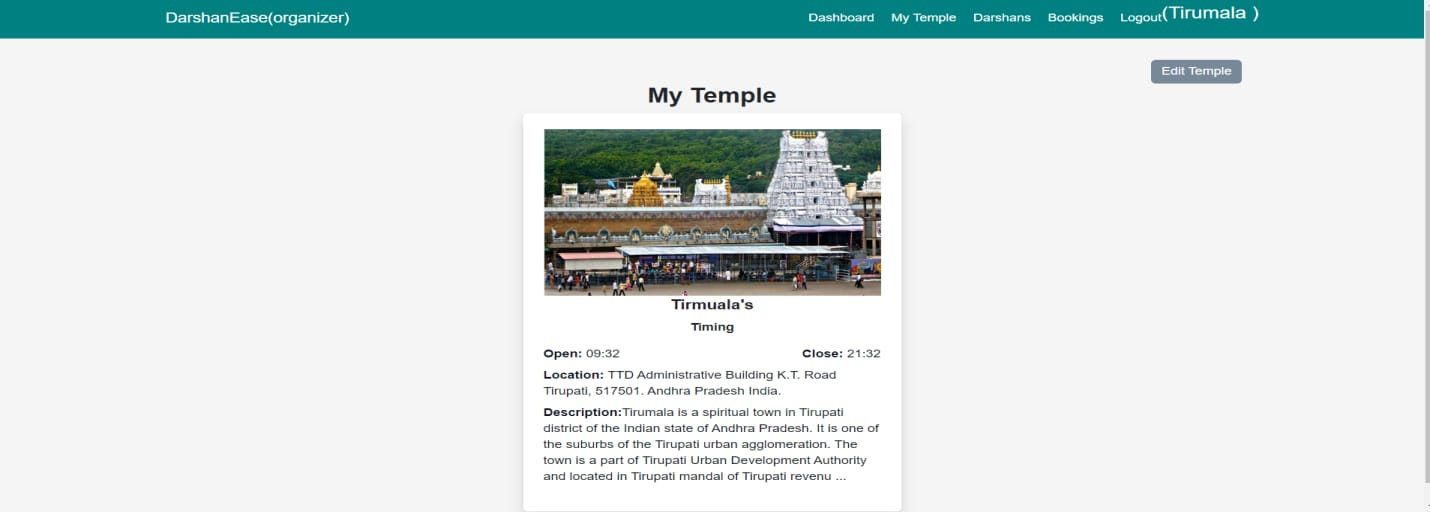 DarshanEase(organizer)
Dashboard My Temple Darshans Bookings Logout(Tirumala )
Edit Temple
My Temple
Tirmuala's
Timing
Open: 09:32 Close: 21:32
Location: TTD Administrative Building K.T. Road
Tirupati, 517501. Andhra Pradesh India.
Description:Tirumala is a spiritual town in Tirupati
district of the Indian state of Andhra Pradesh. It is one of
the suburbs of the Tirupati urban agglomeration. The
town is a part of Tirupati Urban Development Authority
and located in Tirupati mandal of Tirupati revenu ...